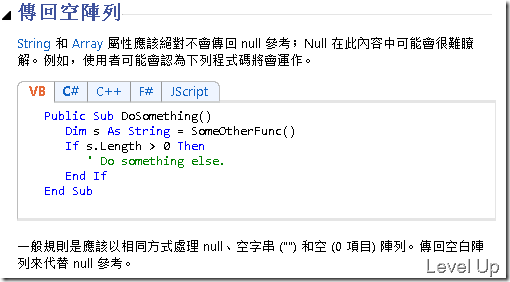 傳回空陣列
String 和 Array 屬性應該絕對不會傳回 null 參考；Null 在此內容中可能會很難瞭
解。例如，使用者可能會認為下列程式碼將會運作。
VB C# C++ F# JScript
Public Sub DoSomething()
Dim s As String = SomeOtherFunc()
If s.Length > 0 Then
' Do something else.
End If
End Sub
一般規則是應該以相同方式處理 null、空字串 ("") 和空 (0 項目) 陣列。傳回空白陣
列來代替 null 參考。
Level Up